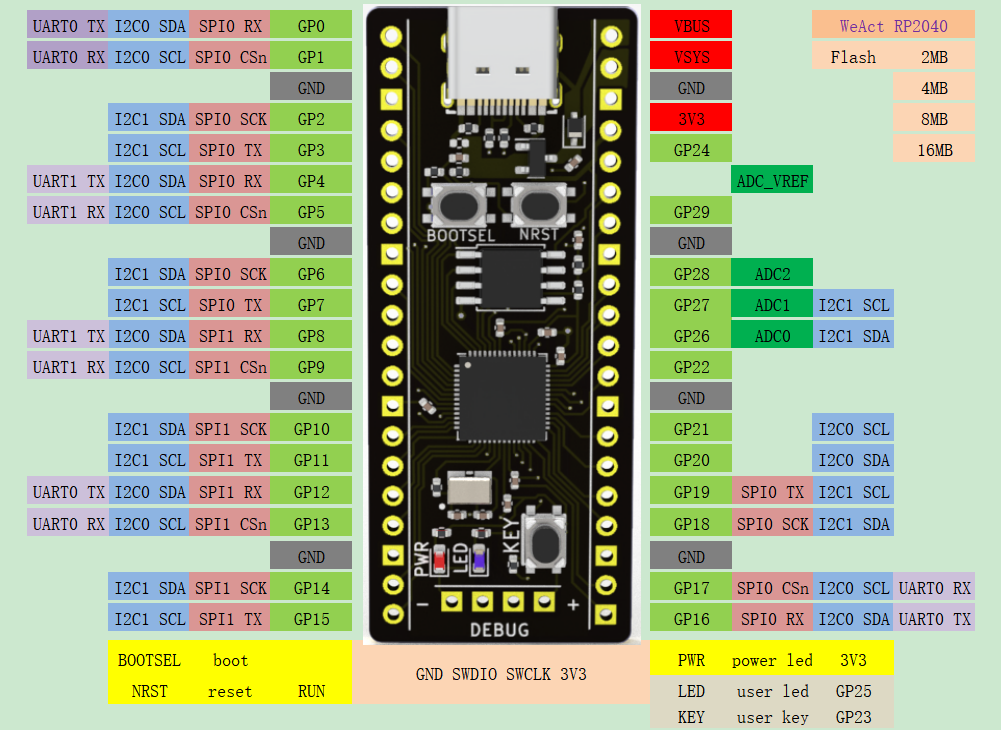 UART0 TX I2C0 SDA SPI0 RX GP0 VBUS WeAct RP2040
UART0 RX I2C0 SCL SPI0 CSn GP1 VSYS Flash 2MB
GND GND 4MB
I2C1 SDA SPI0 SCK GP2 3V3 8MB
I2C1 SCL SPI0 TX GP3 GP24 16MB
UART1 TX I2C0 SDA SPI0 RX GP4 ADC_VREF
UART1 RX I2C0 SCL SPI0 CSn GP5 GP29
BOOTSEL NRST
GND GND
I2C1 SDA SPI0 SCK GP6 GP28 ADC2
I2C1 SCL SPI0 TX GP7 GP27 ADC1 I2C1 SCL
UART1 TX I2C0 SDA SPI1 RX GP8 GP26 ADC0 I2C1 SDA
UART1 RX I2C0 SCL SPI1 CSn GP9 GP22
GND GND
I2C1 SDA SPI1 SCK GP10 GP21 I2C0 SCL
I2C1 SCL SPI1 TX GP11 GP20 I2C0 SDA
UART0 TX I2C0 SDA SPI1 RX GP12 GP19 SPI0 TX I2C1 SCL
UART0 RX I2C0 SCL SPI1 CSn GP13 GP18 SPI0 SCK I2C1 SDA
GND PWR LED KEY GND
I2C1 SDA SPI1 SCK GP14 GP17 SPI0 CSn I2C0 SCL UART0 RX
I2C1 SCL SPI1 TX GP15 - + GP16 SPI0 RX I2C0 SDA UART0 TX
DEBUG
BOOTSEL boot PWR power led 3V3
GND SWDIO SWCLK 3V3
NRST reset RUN LED user led GP25
KEY user key GP23